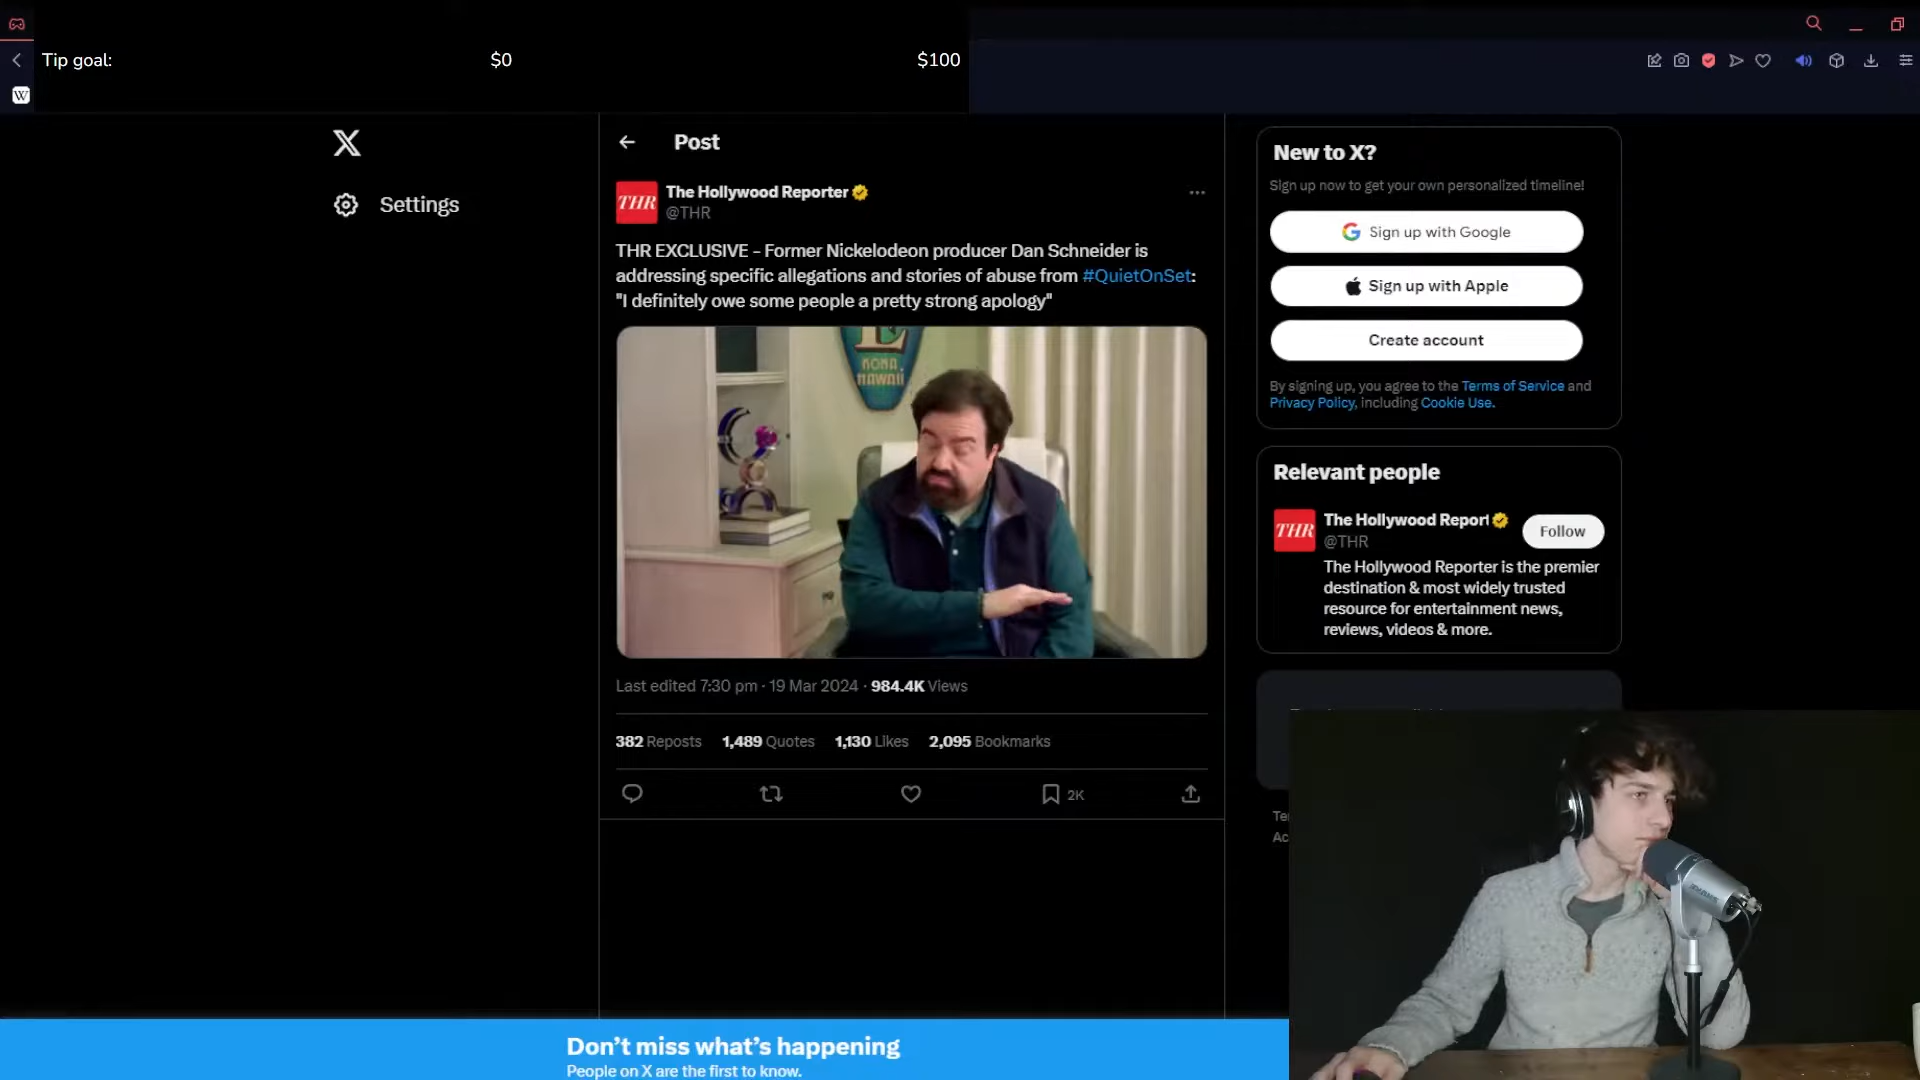 Tip goal:
$0
$100
W
X
Settings
Post
THR
The Hollywood Reporter
@THR
THR EXCLUSIVE - Former Nickelodeon producer Dan Schneider is
addressing specific allegations and stories of abuse from #QuietOnSet:
"I definitely owe some people a pretty strong apology"
E
KONA,
HAWAII
Last edited 7:30 pm · 19 Mar 2024 · 984.4K Views
382 Reposts 1,489 Quotes 1,130 Likes 2,095 Bookmarks
2K
New to X?
Sign up now to get your own personalized timeline!
Sign up with Google
Sign up with Apple
Create account
By signing up, you agree to the Terms of Service and
Privacy Policy, including Cookie Use.
Relevant people
THR
The Hollywood Report
@THR
Follow
The Hollywood Reporter is the premier
destination & most widely trusted
resource for entertainment news,
reviews, videos & more.
Te
Ac
Don't miss what's happening
People on X are the first to know.